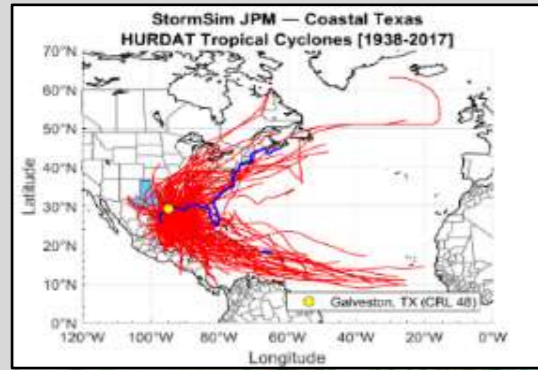 StormSim JPM — Coastal Texas
HURDAT Tropical Cyclones [1938-2017]
70°N
60°N
50°N
40°N
30°N
20°N
10°N
0°N
Latitude
Galveston, TX (CRL 48)
120°W 100°W 80°W 60°W 40°W 20°W 0°W
Longitude